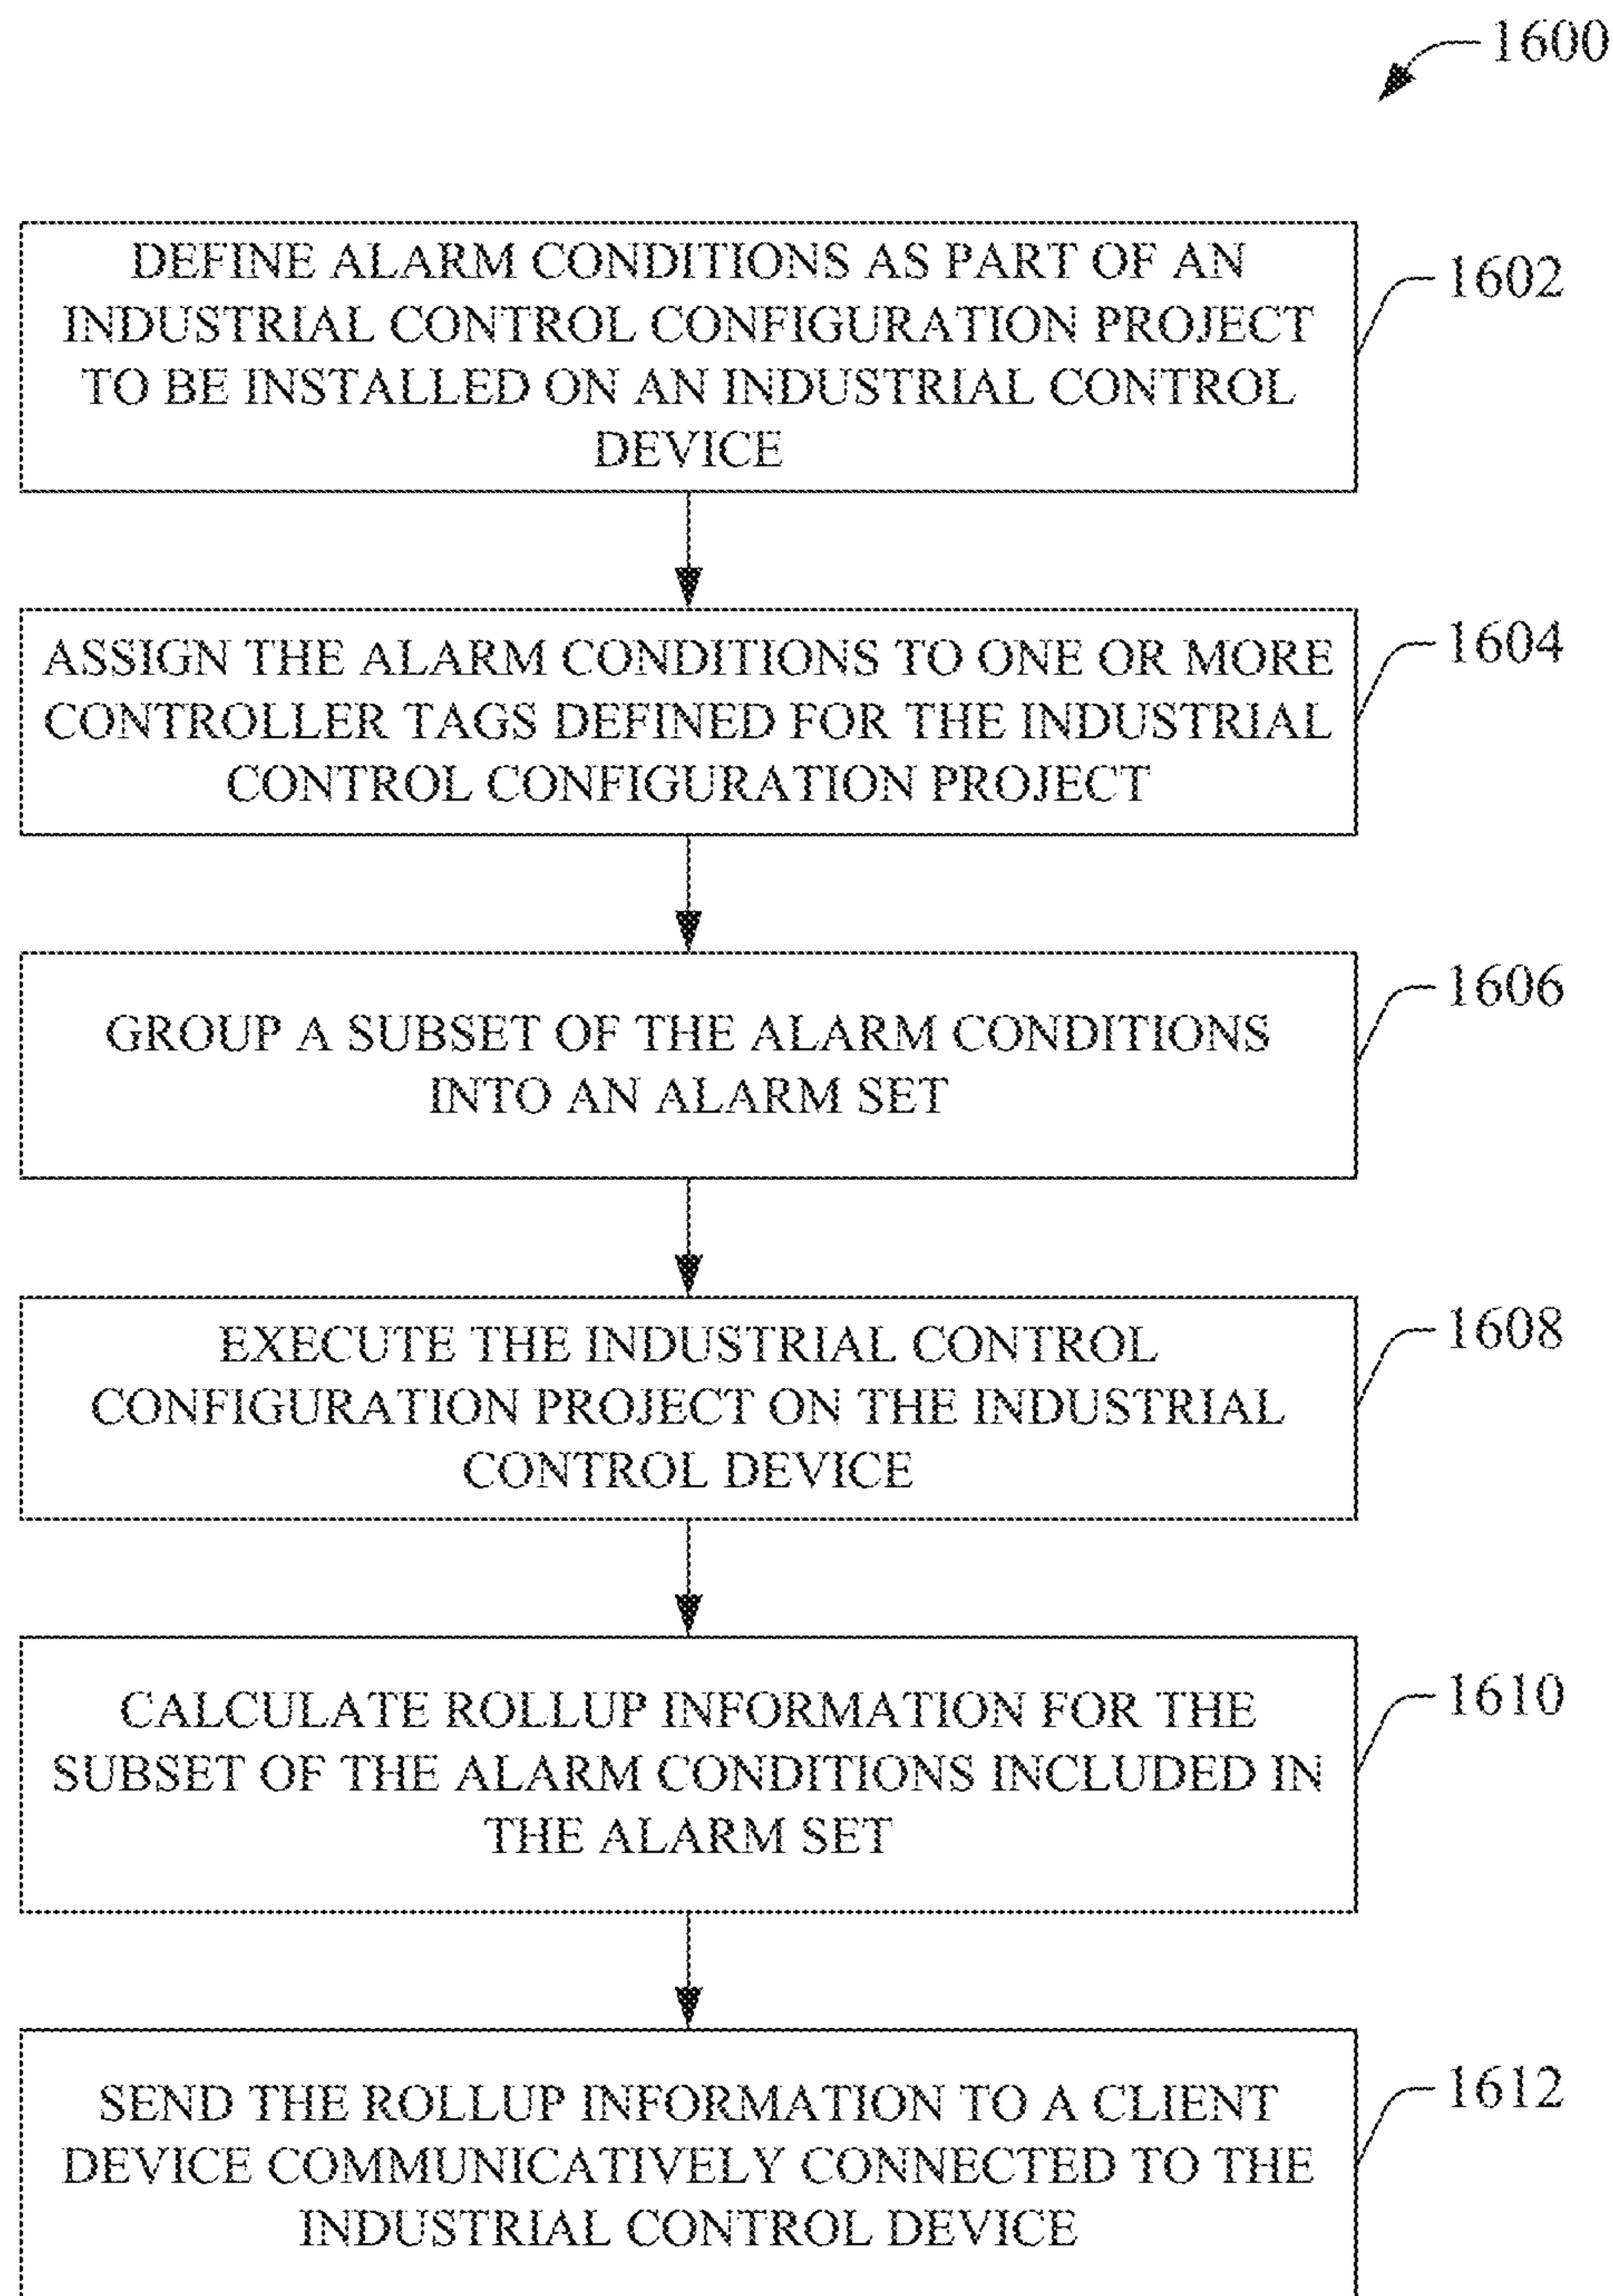 1600
DEFINE ALARM CONDITIONS AS PART OF AN
INDUSTRIAL CONTROL CONFIGURATION PROJECT
TO BE INSTALLED ON AN INDUSTRIAL CONTROL
DEVICE
1602
ASSIGN THE ALARM CONDITIONS TO ONE OR MORE
CONTROLLER TAGS DEFINED FOR THE INDUSTRIAL
CONTROL CONFIGURATION PROJECT
1604
GROUP A SUBSET OF THE ALARM CONDITIONS
INTO AN ALARM SET
1606
EXECUTE THE INDUSTRIAL CONTROL
CONFIGURATION PROJECT ON THE INDUSTRIAL
CONTROL DEVICE
1608
CALCULATE ROLLUP INFORMATION FOR THE
SUBSET OF THE ALARM CONDITIONS INCLUDED IN
THE ALARM SET
1610
SEND THE ROLLUP INFORMATION TO A CLIENT
DEVICE COMMUNICATIVELY CONNECTED TO THE
INDUSTRIAL CONTROL DEVICE
1612